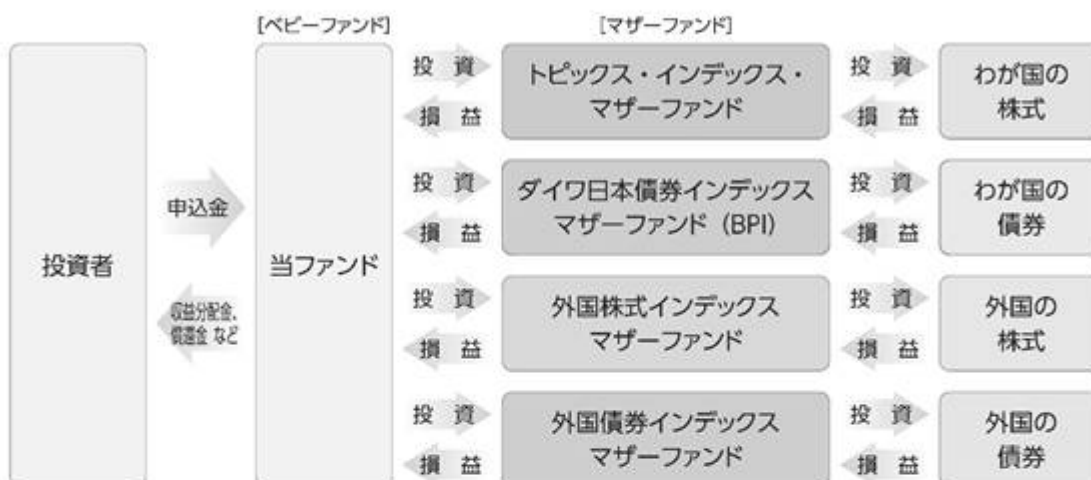 [ベビーファンド]
[マザーファンド]
投資者
申込金
収益分配金、
償還金 など
当ファンド
投 資
損 益
トピックス・インデックス・
マザーファンド
投 資
損 益
わが国の
株式
投 資
損 益
ダイワ日本債券インデックス
マザーファンド（BPI）
投 資
損 益
わが国の
債券
投 資
損 益
外国株式インデックス
マザーファンド
投 資
損 益
外国の
株式
投 資
損 益
外国債券インデックス
マザーファンド
投 資
損 益
外国の
債券